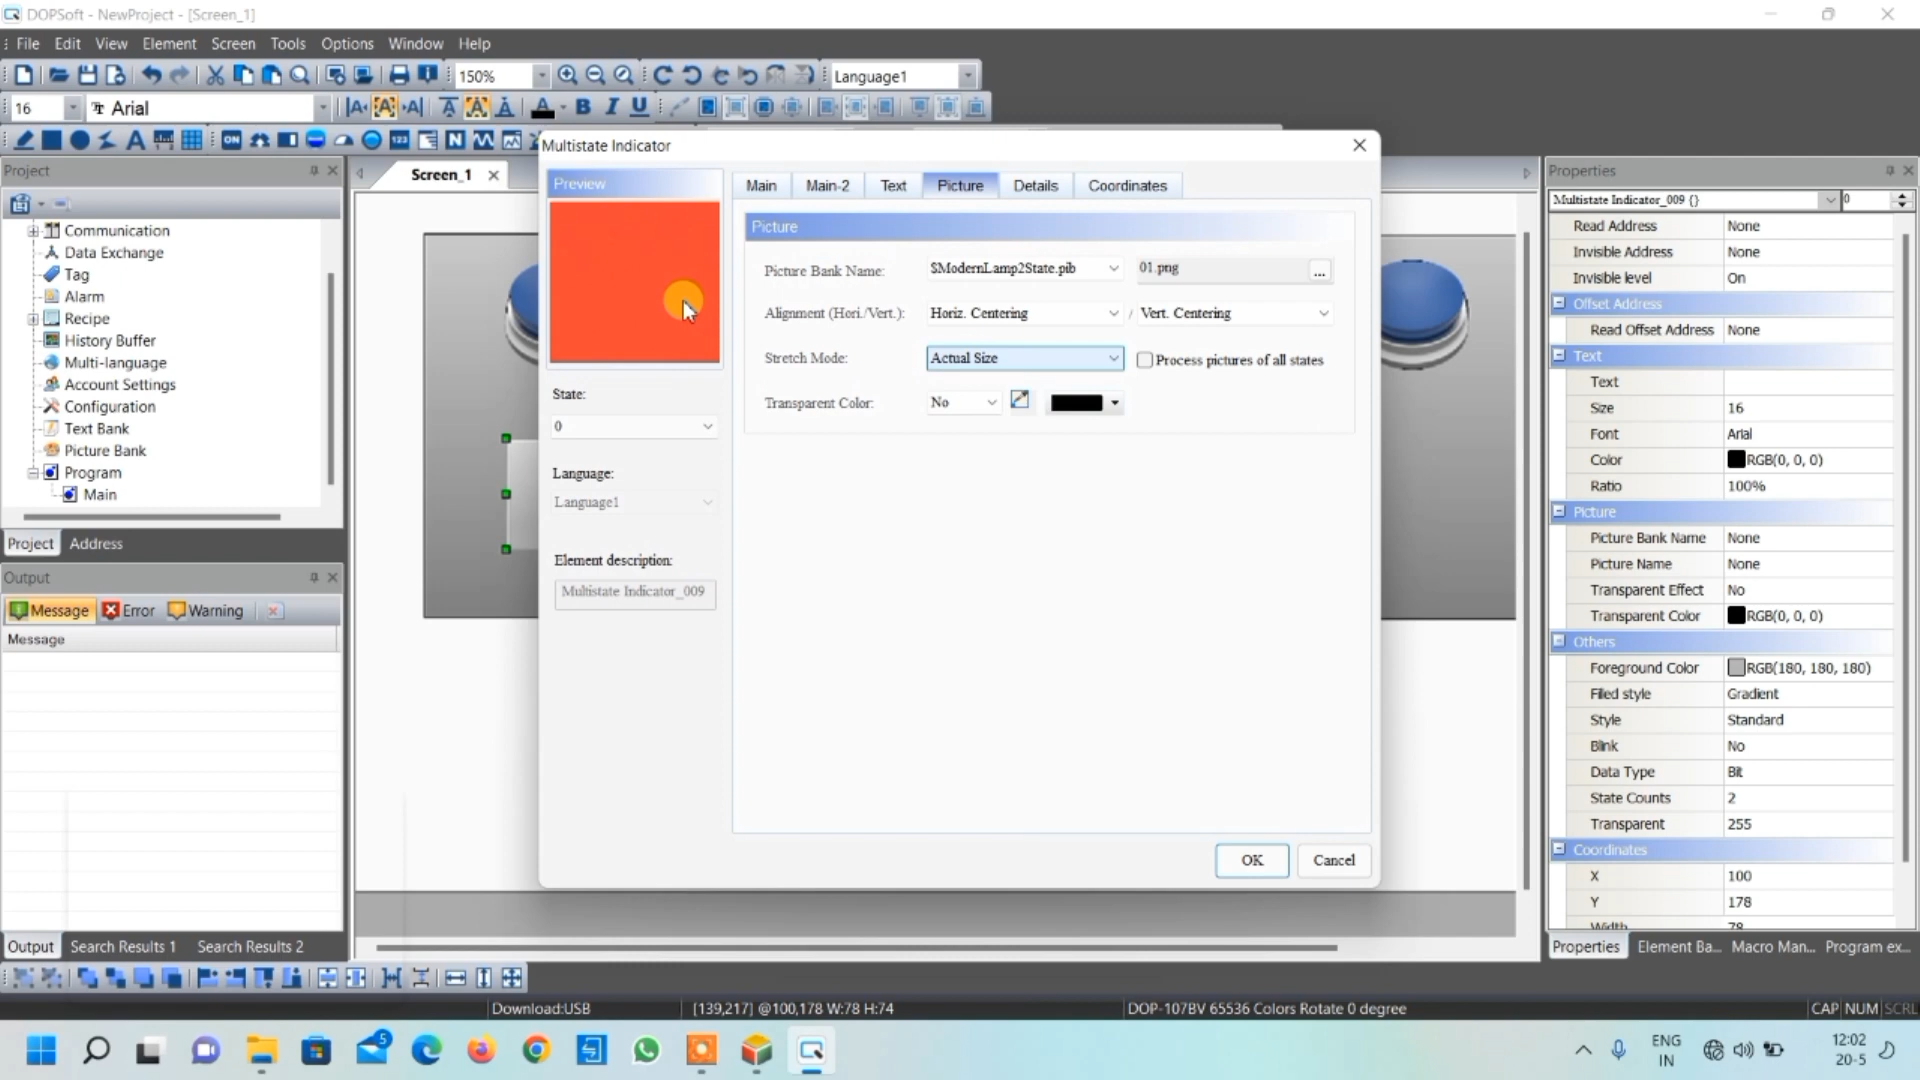 DOPSoft - NewProject - [Screen_1]
File Edit View Element Screen Tools Options Window Help
150% Language1
16 Arial
Project
Communication
Data Exchange
Tag
Alarm
Recipe
History Buffer
Multi-language
Account Settings
Configuration
Text Bank
Picture Bank
Program
Main
Project Address
Output
Message Error Warning
Message
Output Search Results 1 Search Results 2
Screen_1
Multistate Indicator
Preview
State:
0
Language:
Language1
Element description:
Multistate Indicator_009
Main Main-2 Text Picture Details Coordinates
Picture
Picture Bank Name: $ModernLamp2State.pib 01.png ...
Alignment (Hori./Vert.): Horiz. Centering / Vert. Centering
Stretch Mode: Actual Size Process pictures of all states
Transparent Color: No
OK Cancel
Properties
Multistate Indicator_009 {} 0
Read Address None
Invisible Address None
Invisible level On
Offset Address
Read Offset Address None
Text
Text
Size 16
Font Arial
Color RGB(0, 0, 0)
Ratio 100%
Picture
Picture Bank Name None
Picture Name None
Transparent Effect No
Transparent Color RGB(0, 0, 0)
Others
Foreground Color RGB(180, 180, 180)
Filled style Gradient
Style Standard
Blink No
Data Type Bit
State Counts 2
Transparent 255
Coordinates
X 100
Y 178
Width 78
Properties Element Ba... Macro Man... Program ex...
Download:USB [139,217] @100,178 W:78 H:74 DOP-107BV 65536 Colors Rotate 0 degree CAP NUM SCRL
5
ENG
IN
12:02
20-5